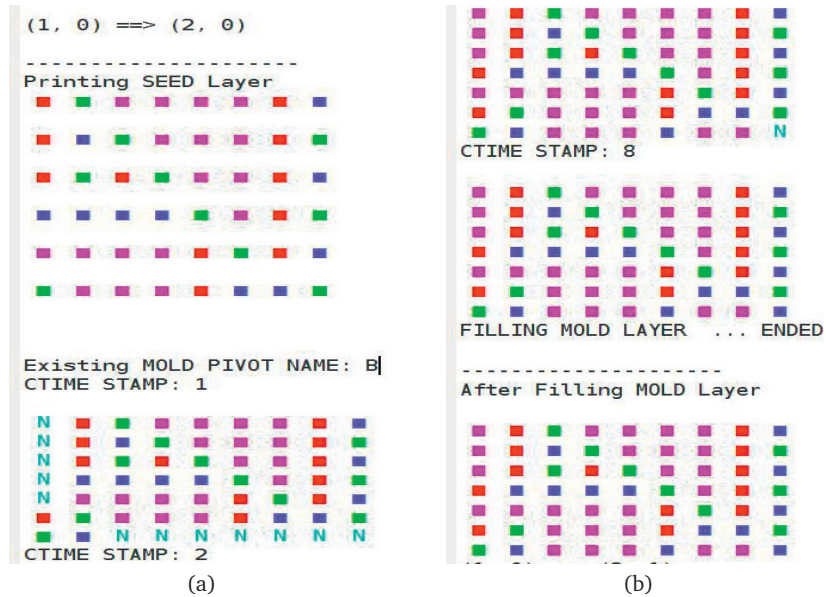 (1, 0) ==> (2, 0)
----------------------
Printing SEED Layer
Existing MOLD PIVOT NAME: B
CTIME STAMP: 1
N
N
N
N
N
N N N N N N N
CTIME STAMP: 2
(a)
N
CTIME STAMP: 8
FILLING MOLD LAYER ... ENDED
---------------------
After Filling MOLD Layer
(b)